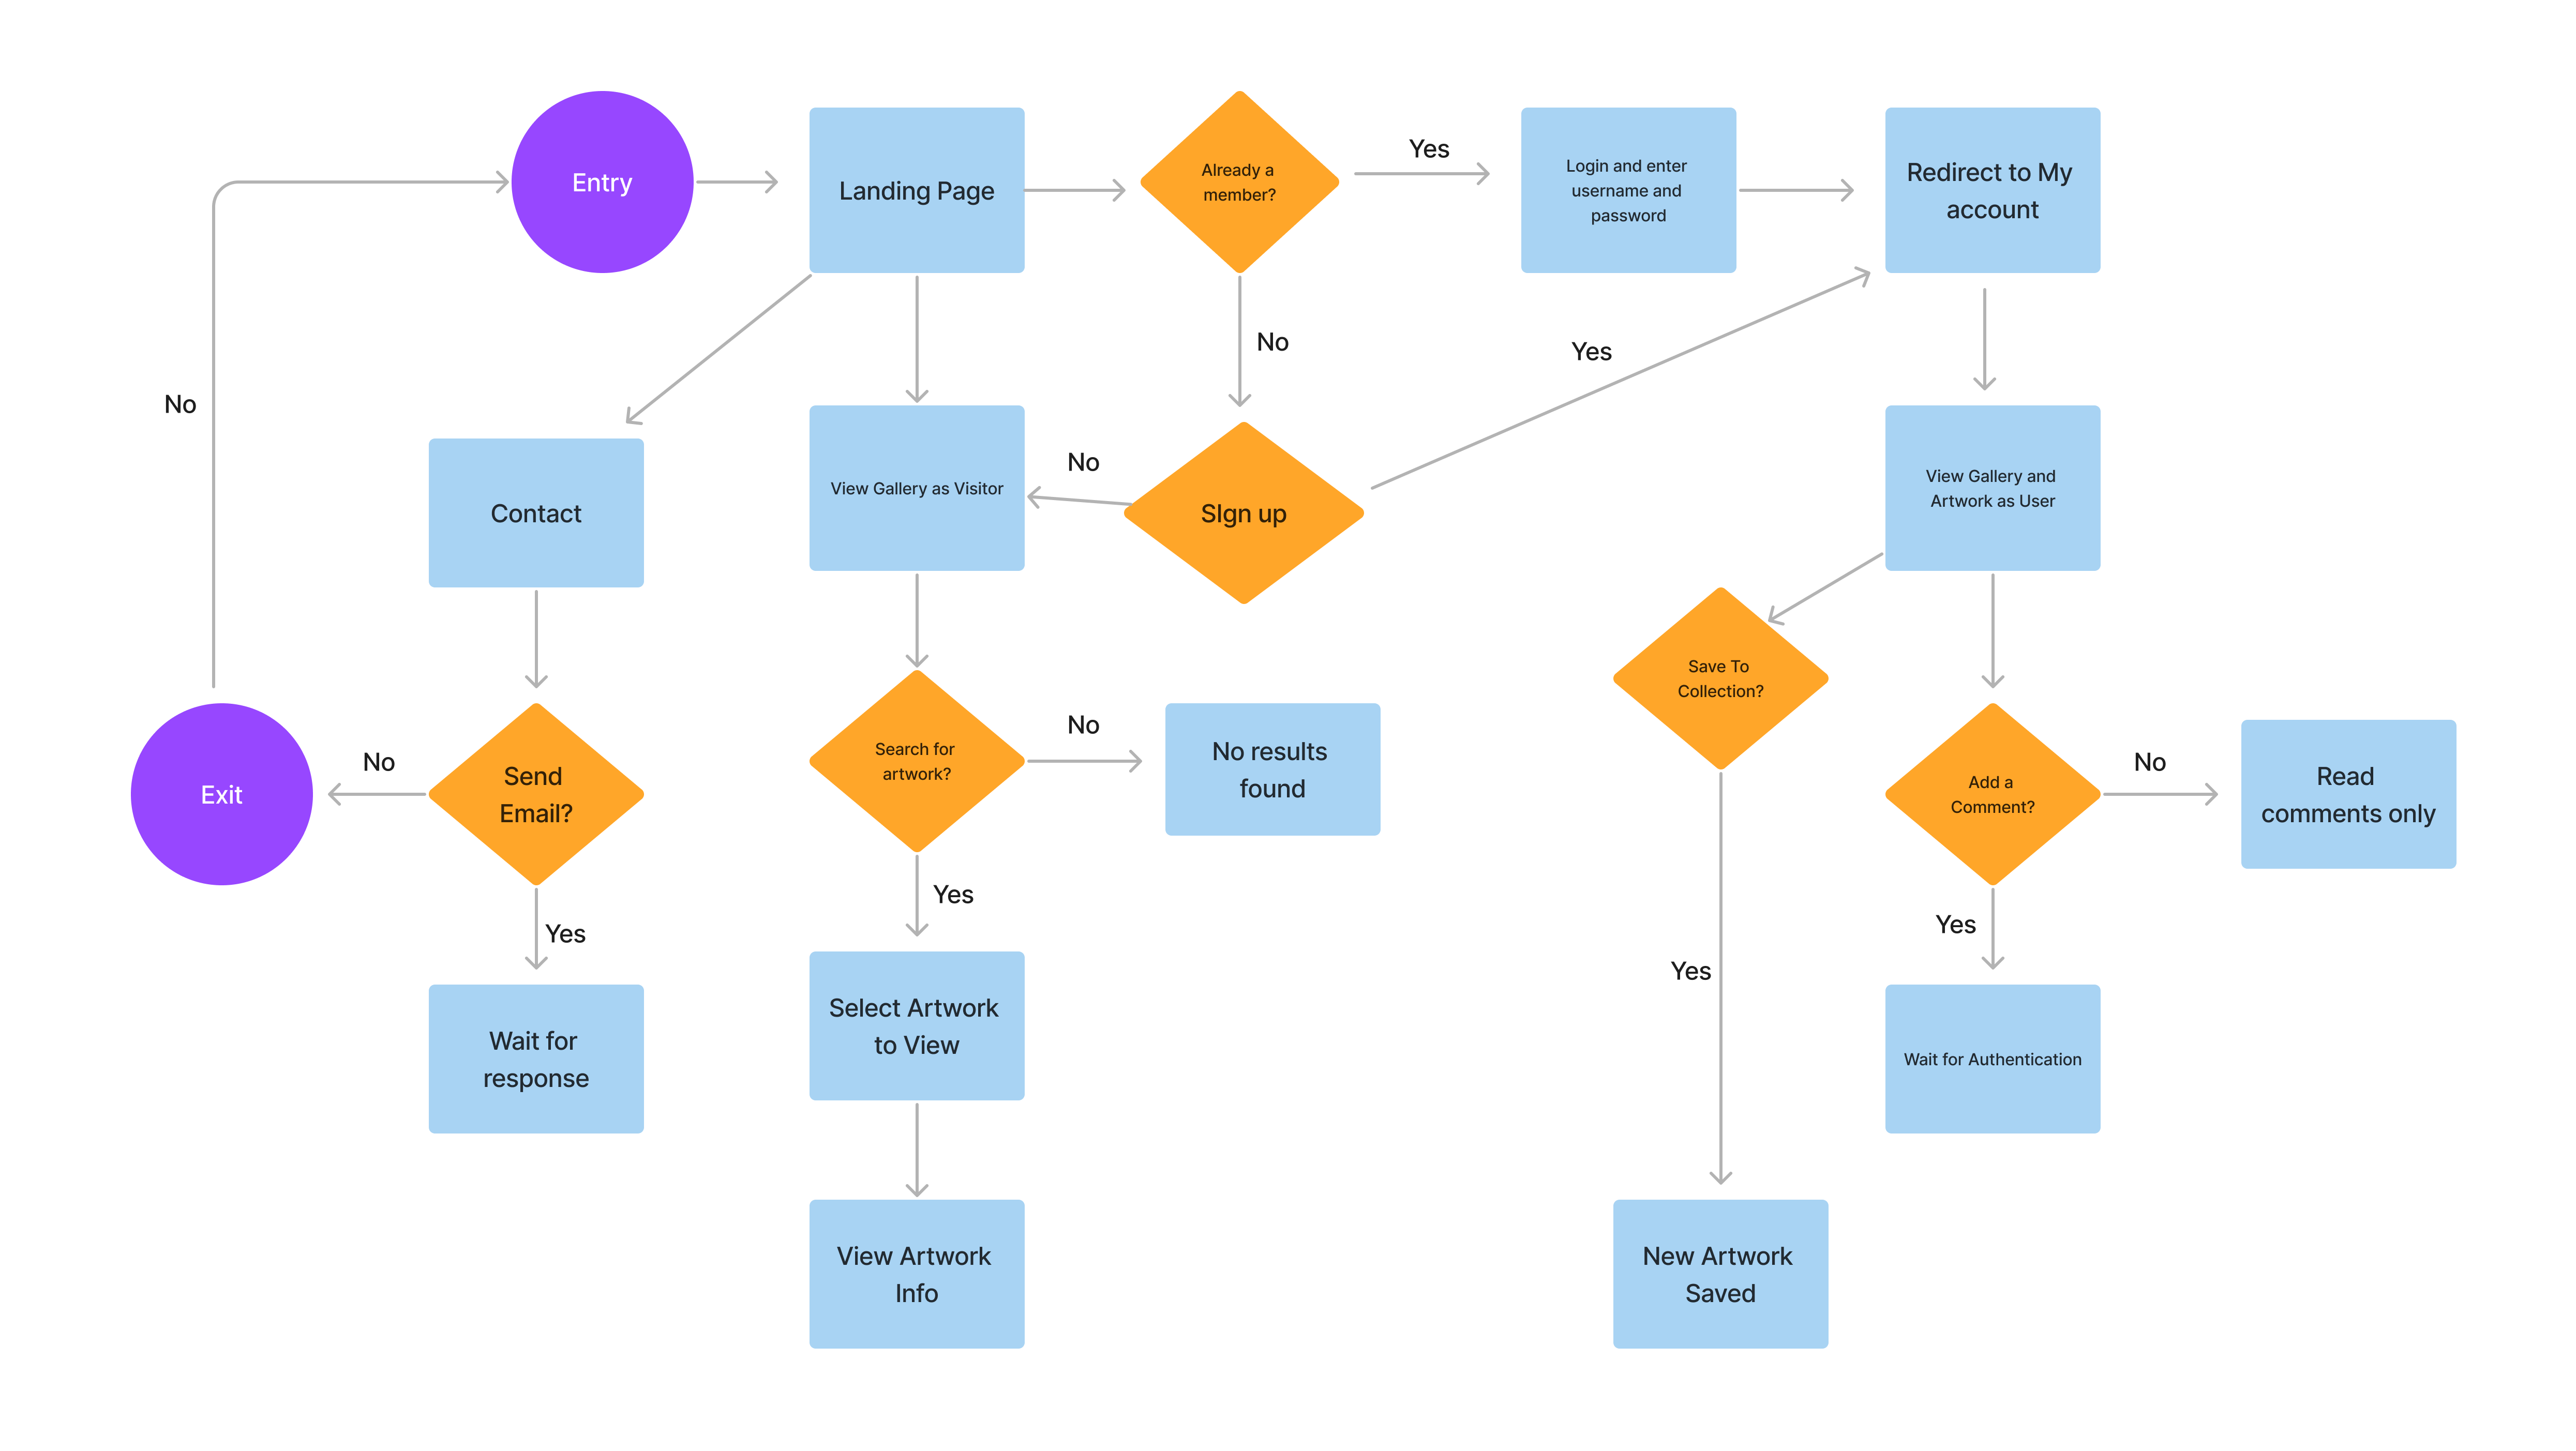 Entry
Landing Page
Already a
member?
Yes
Login and enter
username and
password
Redirect to My
account
No
Yes
No
Contact
View Gallery as Visitor
No
SIgn up
View Gallery and
Artwork as User
Save To
Collection?
Exit
No
Send
Email?
Search for
artwork?
No
No results
found
Add a
Comment?
No
Read
comments only
Yes
Yes
Yes
Yes
Wait for
response
Select Artwork
to View
Wait for Authentication
View Artwork
Info
New Artwork
Saved